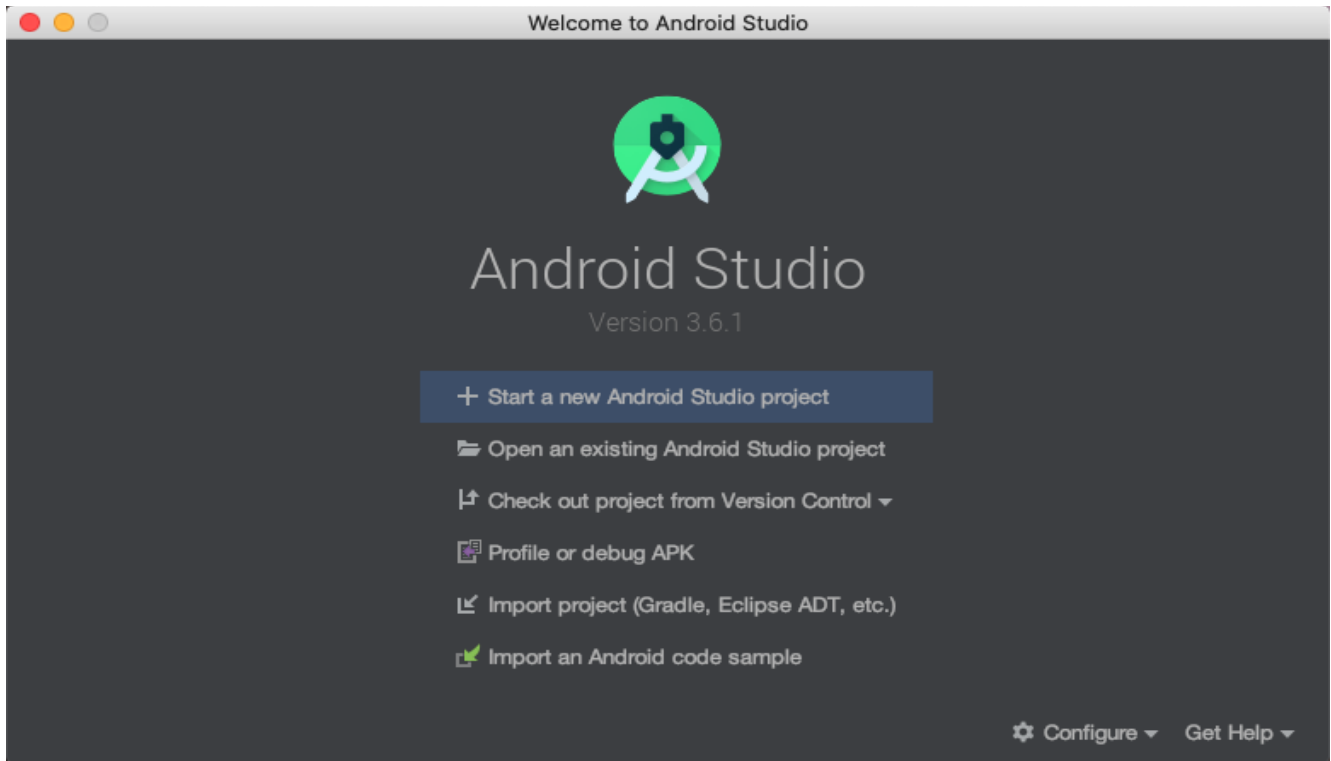 Welcome to Android Studio
Android Studio
Version 3.6.1
Start a new Android Studio project
Open an existing Android Studio project
Check out project from Version Control
Profile or debug APK
Import project (Gradle, Eclipse ADT, etc.)
Import an Android code sample
Configure Get Help